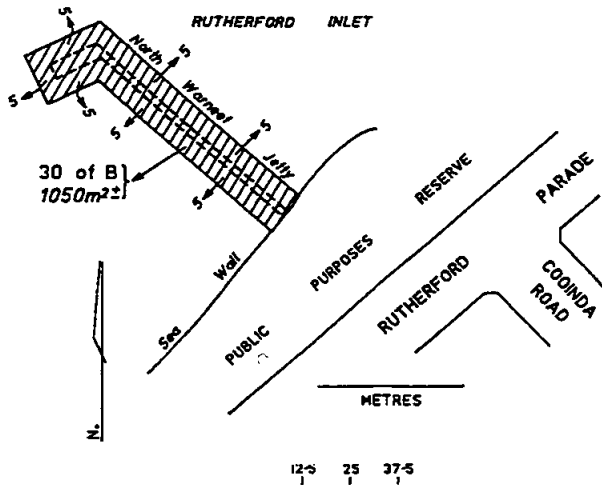 RUTHERFORD INLET
5
North Warneet Jetty
5
5
5
5
5
5
30 of B
1050m²±
Sea Wall
PUBLIC PURPOSES RESERVE
RUTHERFORD PARADE
COOINDA ROAD
METRES
N.
12·5 25 37·5